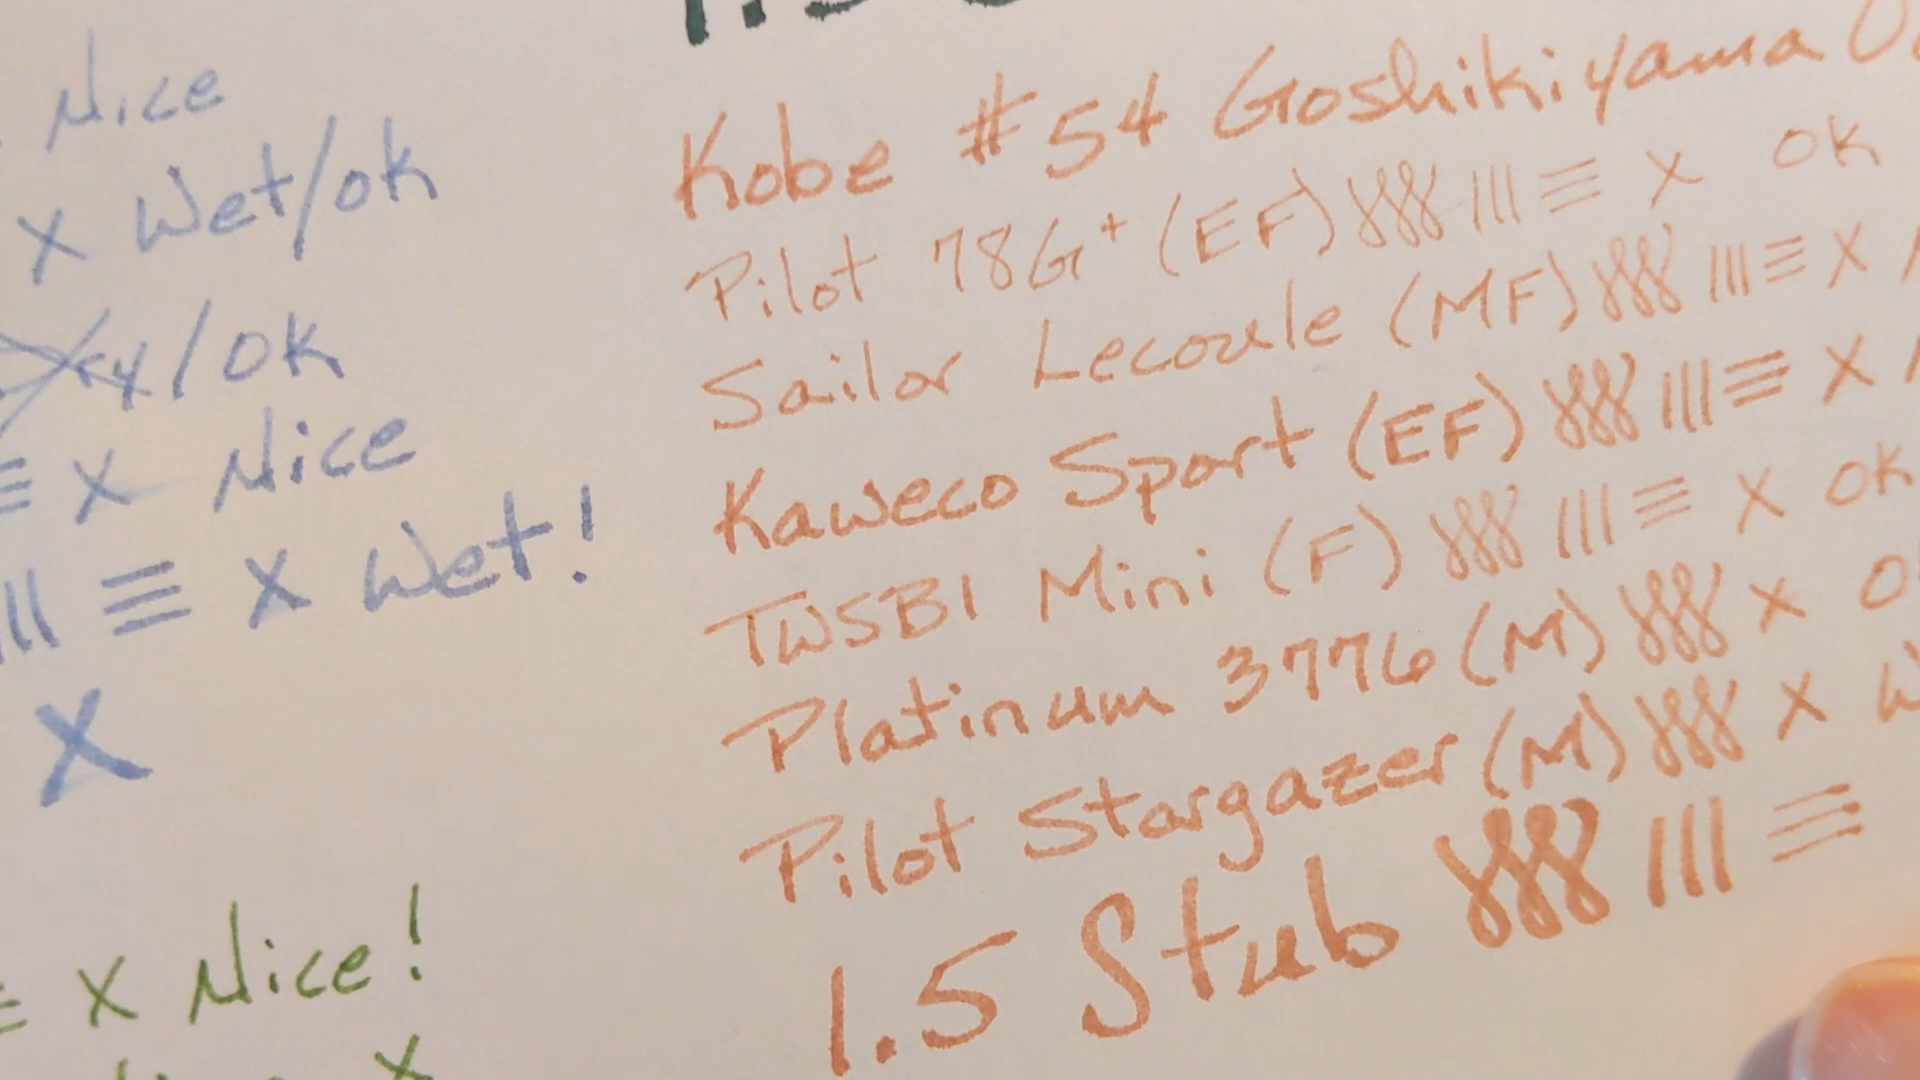 Nice
X Wet/ok
/OK
X Nice
X Wet!
X
X Nice!
X
Kobe #54 Goshikiyama
Pilot 78G+ (EF) X OK
Sailor Lecoule (MF) X
Kaweco Sport (EF) X
TWSBI Mini (F) X OK
Platinum 3776 (M) X
Pilot Stargazer (M) X
1.5 Stub